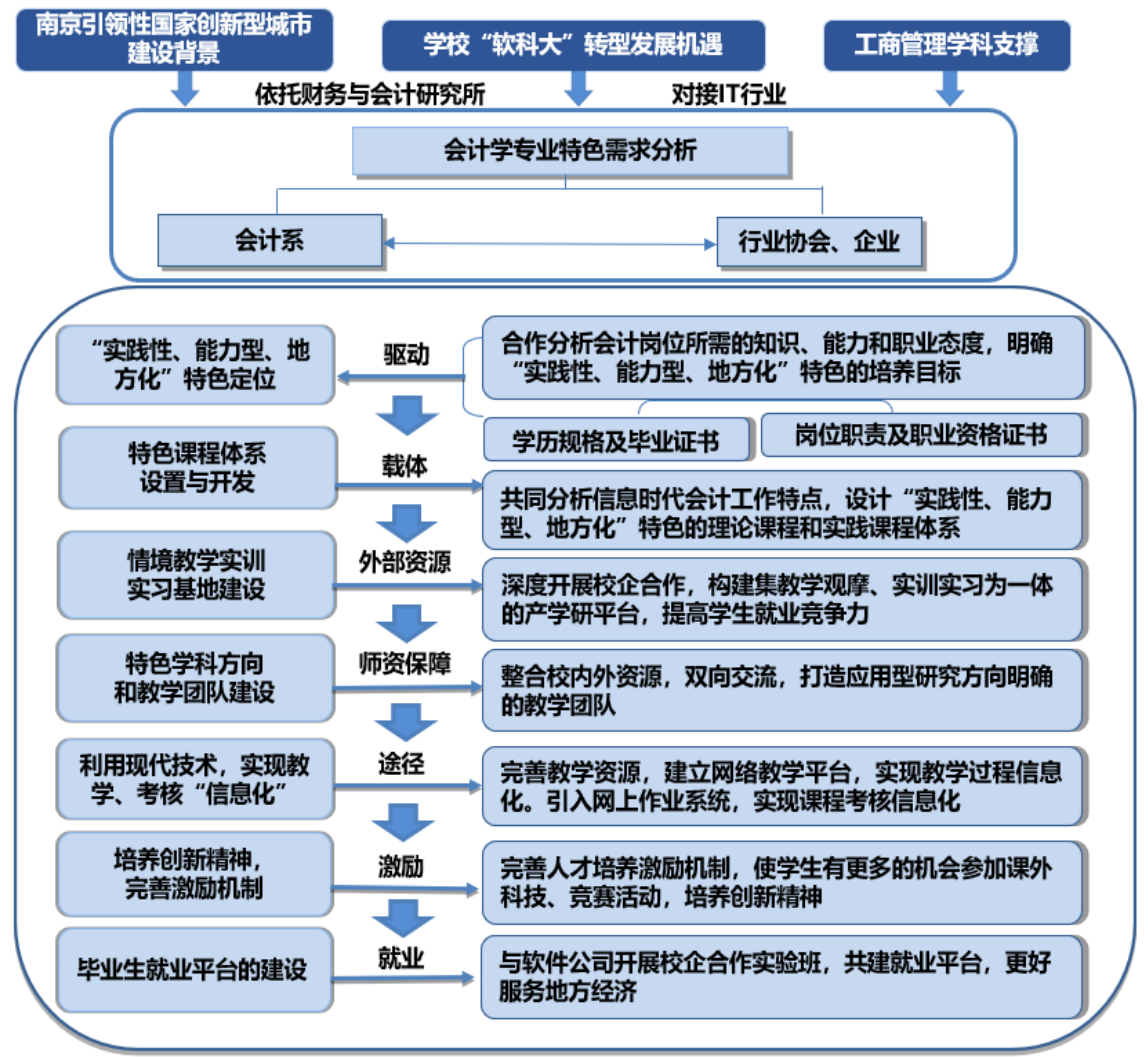 南京引领性国家创新型城市
建设背景
学校“软科大”转型发展机遇
工商管理学科支撑
依托财务与会计研究所
对接IT行业
会计学专业特色需求分析
会计系
行业协会、企业
“实践性、能力型、地
方化”特色定位
驱动
合作分析会计岗位所需的知识、能力和职业态度，明确
“实践性、能力型、地方化”特色的培养目标
学历规格及毕业证书
岗位职责及职业资格证书
特色课程体系
设置与开发
载体
共同分析信息时代会计工作特点，设计“实践性、能力
型、地方化”特色的理论课程和实践课程体系
情境教学实训
实习基地建设
外部资源
深度开展校企合作，构建集教学观摩、实训实习为一体
的产学研平台，提高学生就业竞争力
特色学科方向
和教学团队建设
师资保障
整合校内外资源，双向交流，打造应用型研究方向明确
的教学团队
利用现代技术，实现教
学、考核“信息化”
途径
完善教学资源，建立网络教学平台，实现教学过程信息
化。引入网上作业系统，实现课程考核信息化
培养创新精神，
完善激励机制
激励
完善人才培养激励机制，使学生有更多的机会参加课外
科技、竞赛活动，培养创新精神
毕业生就业平台的建设
就业
与软件公司开展校企合作实验班，共建就业平台，更好
服务地方经济